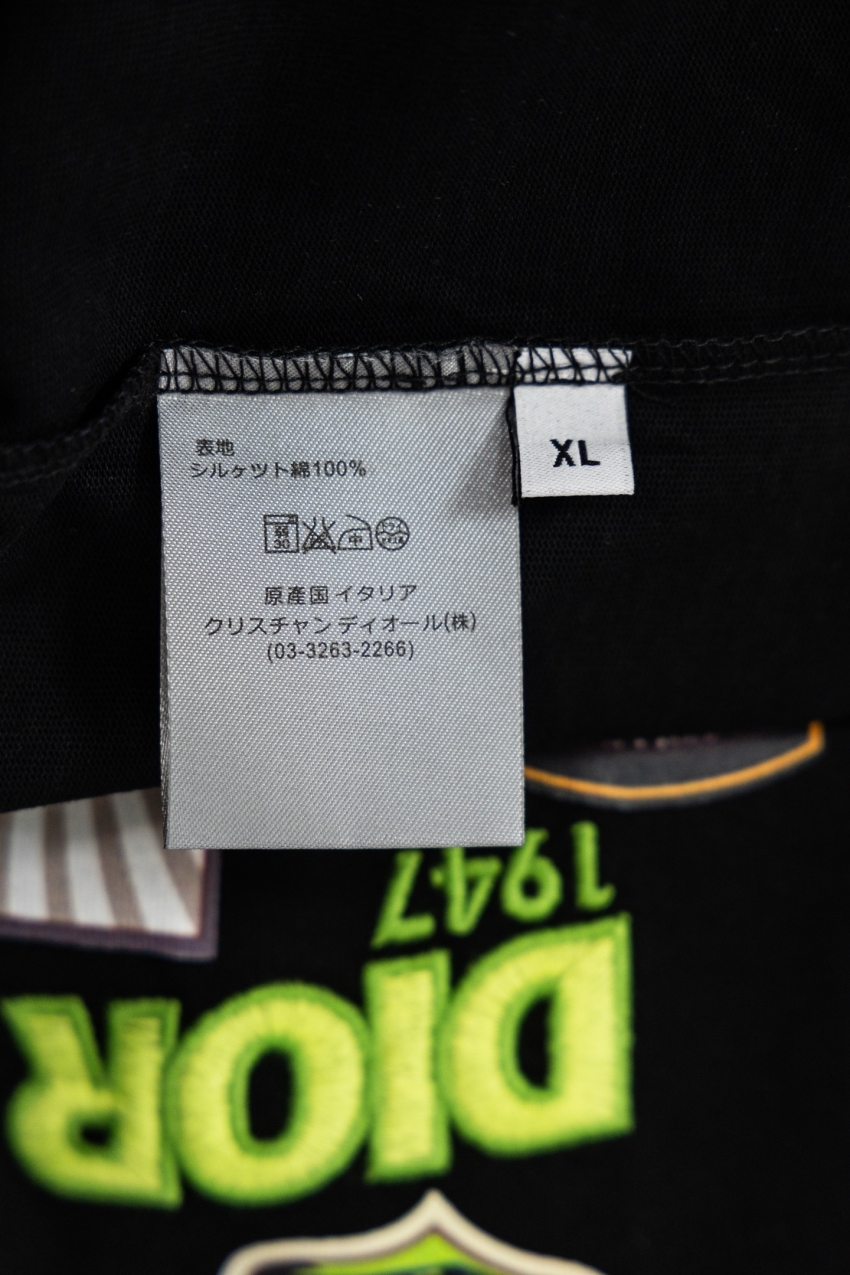 表地
シルケット綿100%
XL
中
原産国イタリア
クリスチャン ディオール(株)
(03-3263-2266)
1947
DIOR